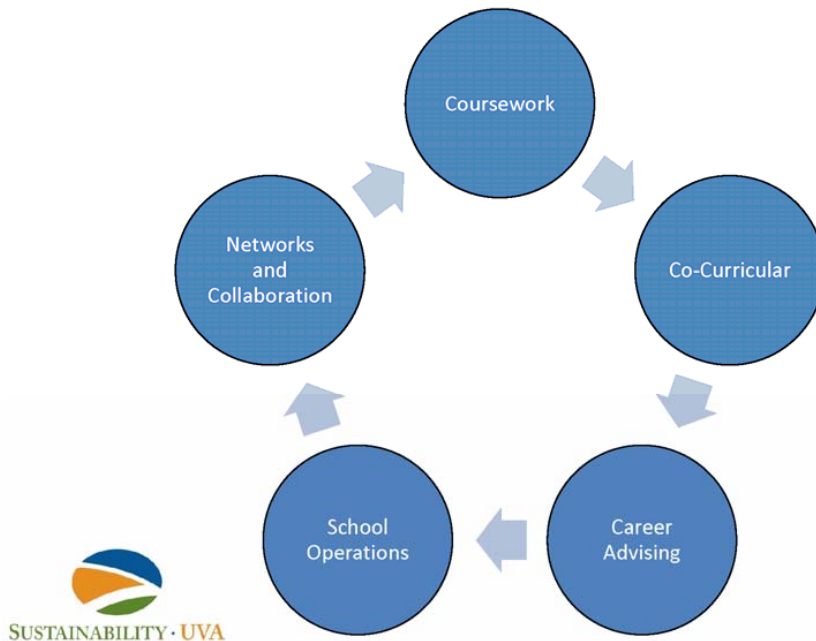 Coursework
Co-Curricular
Career
Advising
School
Operations
Networks
and
Collaboration
SUSTAINABILITY · UVA